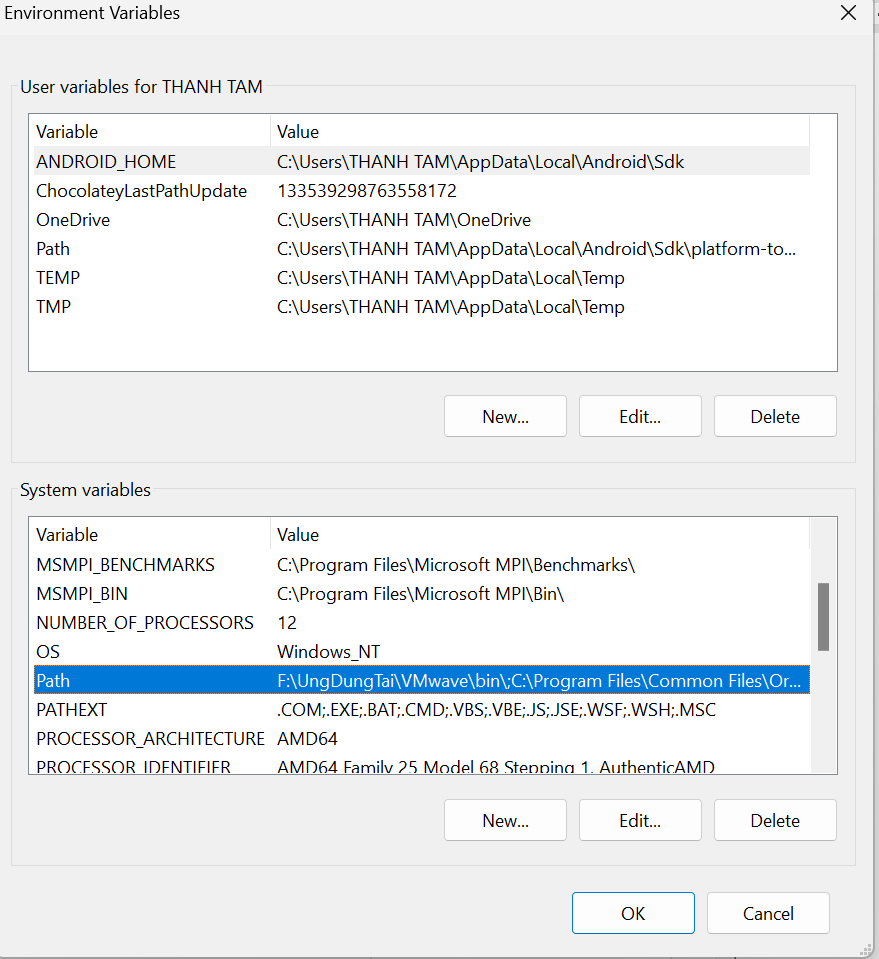 Environment Variables
User variables for THANH TAM
Variable Value
ANDROID_HOME C:\Users\THANH TAM\AppData\Local\Android\Sdk
ChocolateyLastPathUpdate 133539298763558172
OneDrive C:\Users\THANH TAM\OneDrive
Path C:\Users\THANH TAM\AppData\Local\Android\Sdk\platform-to...
TEMP C:\Users\THANH TAM\AppData\Local\Temp
TMP C:\Users\THANH TAM\AppData\Local\Temp
New... Edit... Delete
System variables
Variable Value
MSMPI_BENCHMARKS C:\Program Files\Microsoft MPI\Benchmarks\
MSMPI_BIN C:\Program Files\Microsoft MPI\Bin\
NUMBER_OF_PROCESSORS 12
OS Windows_NT
Path F:\UngDungTai\VMwave\bin\;C:\Program Files\Common Files\Or...
PATHEXT .COM;.EXE;.BAT;.CMD;.VBS;.VBE;.JS;.JSE;.WSF;.WSH;.MSC
PROCESSOR_ARCHITECTURE AMD64
PROCESSOR_IDENTIFIER AMD64 Family 25 Model 68 Stepping 1, AuthenticAMD
New... Edit... Delete
OK Cancel